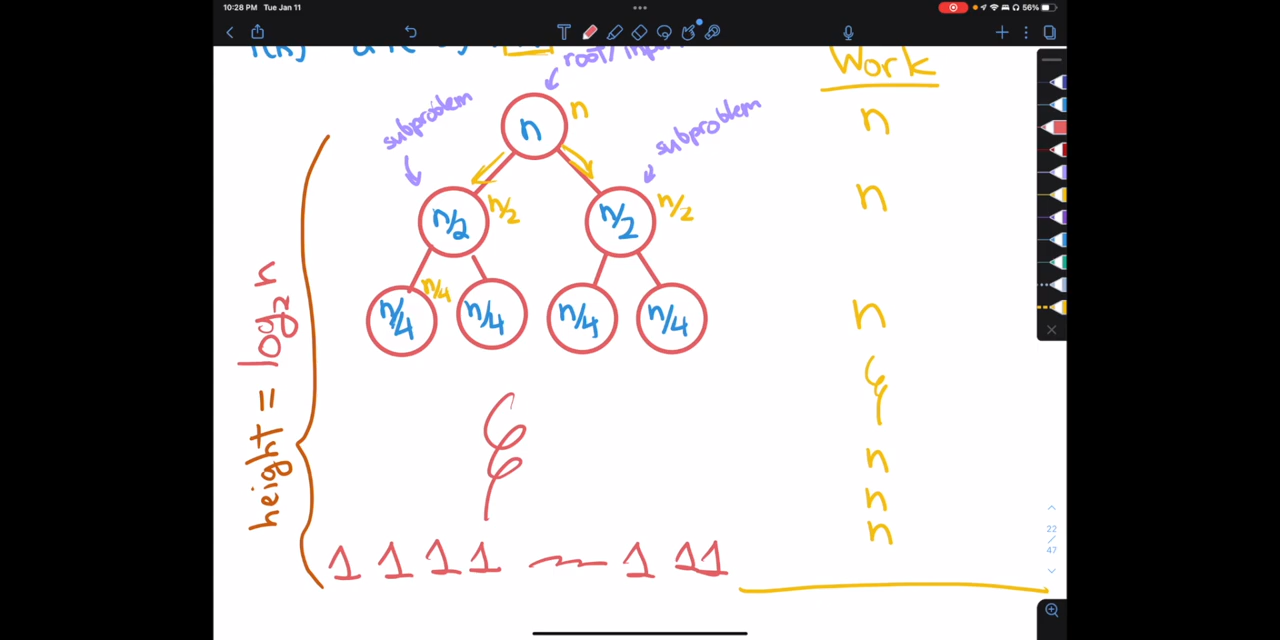 10:28 PM Tue Jan 11
56%
T
root/
Work
n
n
n
subproblem
subproblem
n/2
n/2
n/2
n/2
n
n/4
n/4
n/4
n/4
n/4
n
height = log₂ n
n
n
n
1 1 1 1 1 1 1
22
/
47